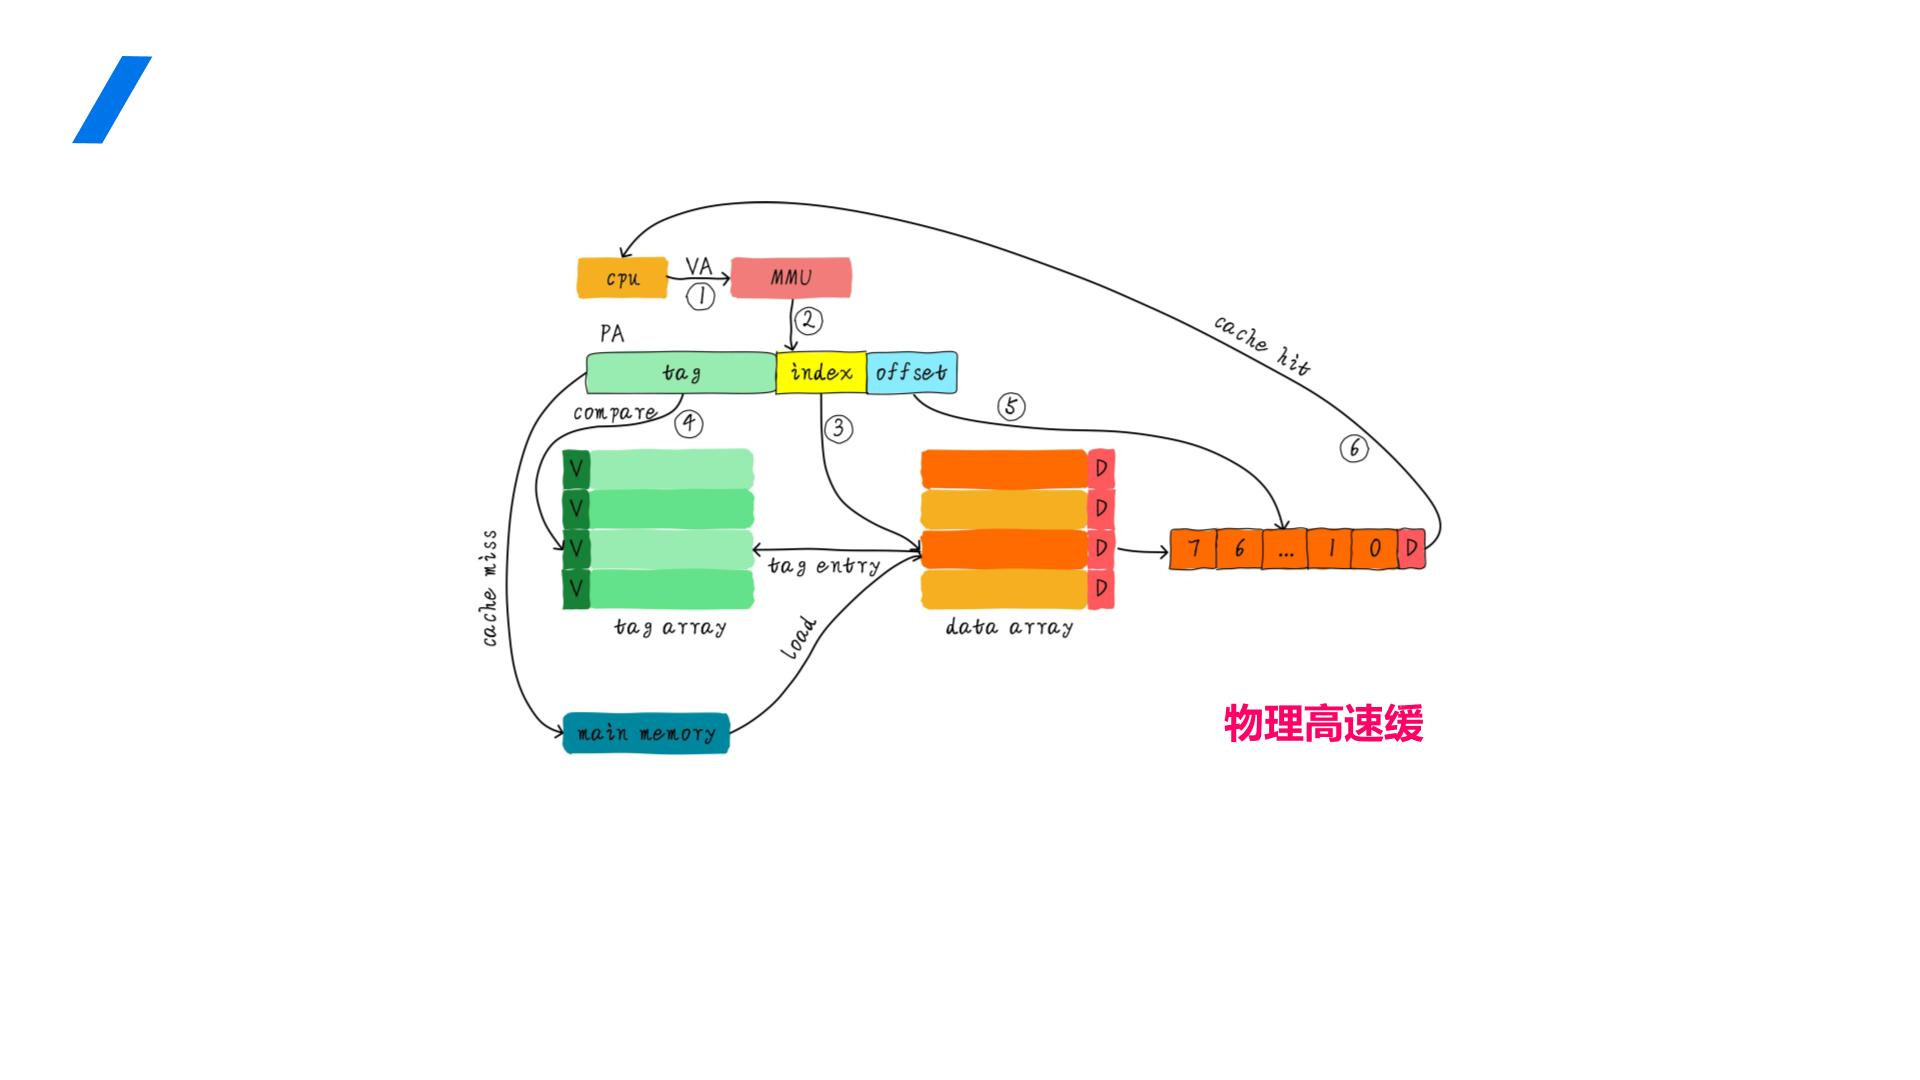 cpu
VA
①
MMU
②
PA
tag
index
offset
compare
④
③
⑤
⑥
cache hit
cache miss
V
V
V
V
tag array
tag entry
load
D
D
D
D
data array
7 6 ... 1 0 D
main memory
物理高速缓